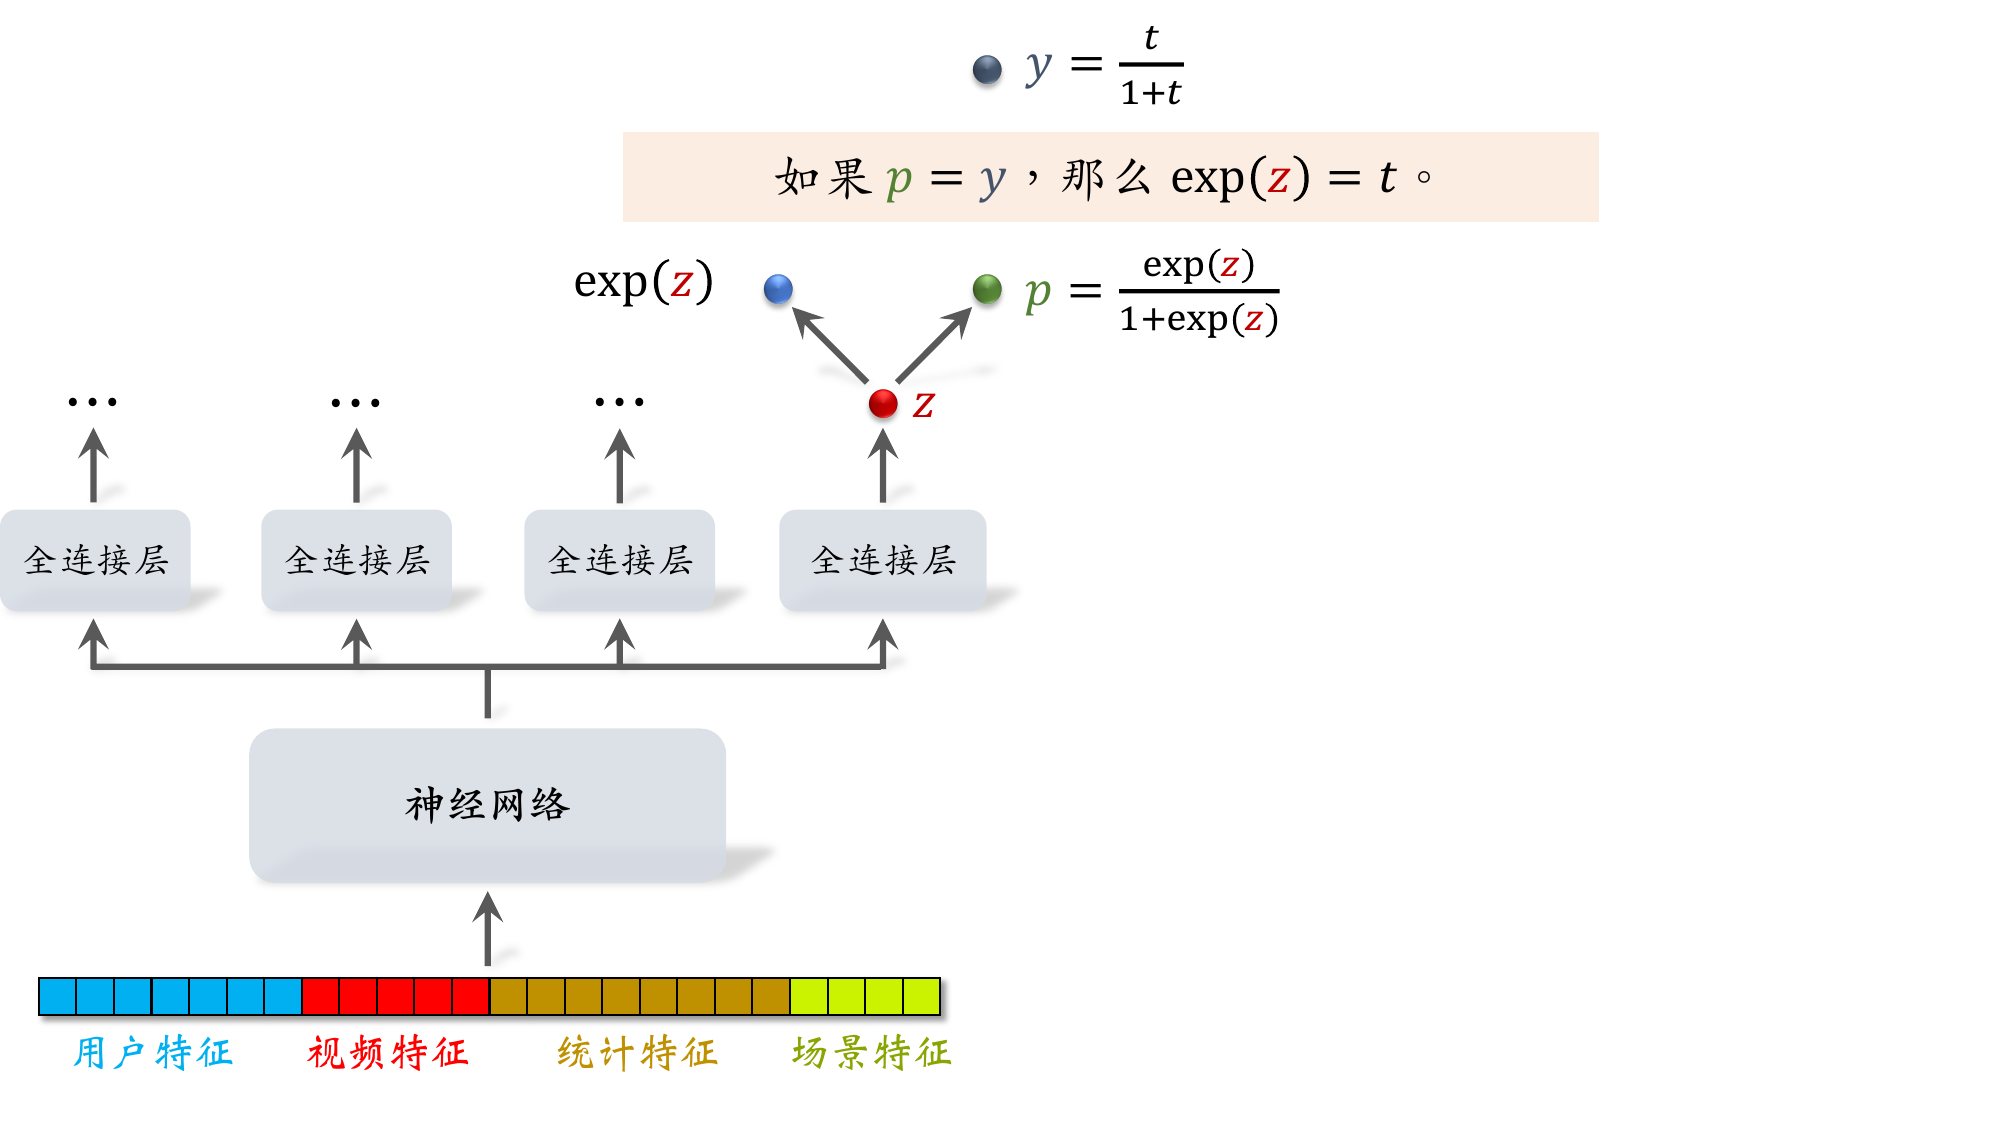 y = t/(1+t)
如果 p = y，那么 exp(z) = t。
exp(z)
p = exp(z)/(1+exp(z))
… … …
z
全连接层 全连接层 全连接层 全连接层
神经网络
用户特征 视频特征 统计特征 场景特征